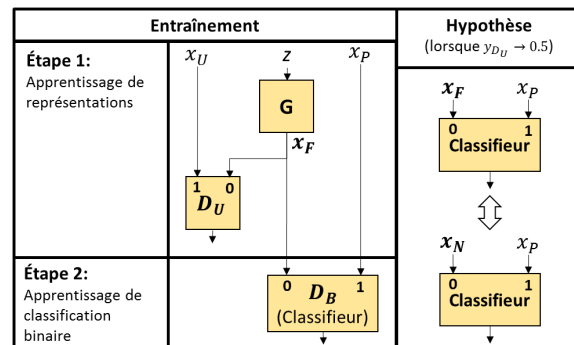 Entraînement
Hypothèse
(lorsque y_{D_U} → 0.5)
Étape 1:
Apprentissage de
représentations
x_U
z
x_P
G
x_F
1 0
D_U
x_F x_P
0 1
Classifieur
x_N x_P
0 1
Classifieur
Étape 2:
Apprentissage de
classification
binaire
0 1
D_B
(Classifieur)